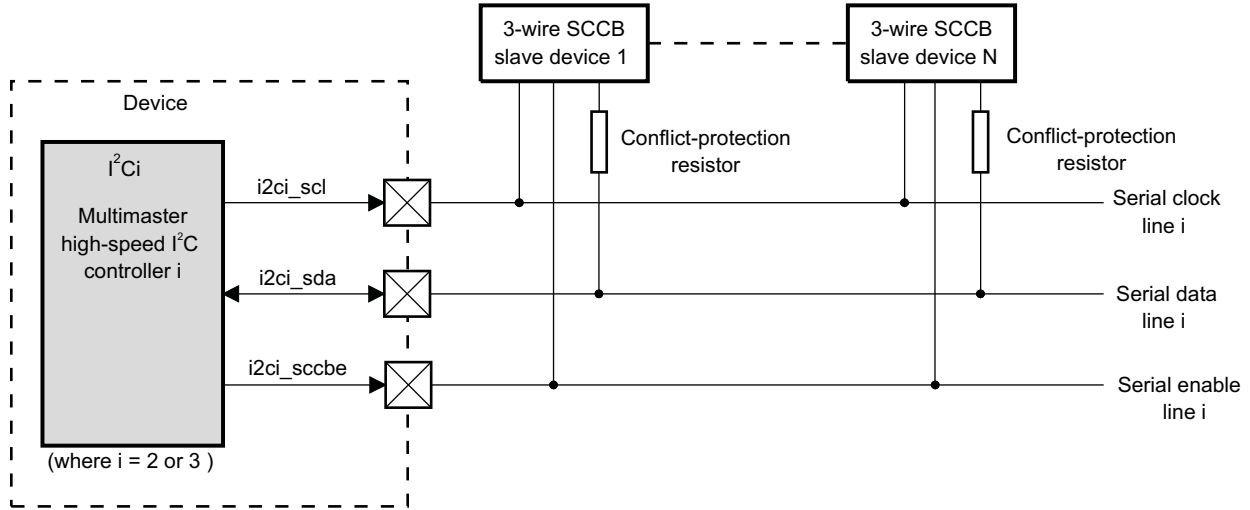 3-wire SCCB
slave device 1
3-wire SCCB
slave device N
Device
Conflict-protection
resistor
Conflict-protection
resistor
I²Ci
Multimaster
high-speed I²C
controller i
i2ci_scl
Serial clock
line i
i2ci_sda
Serial data
line i
i2ci_sccbe
Serial enable
line i
(where i = 2 or 3 )